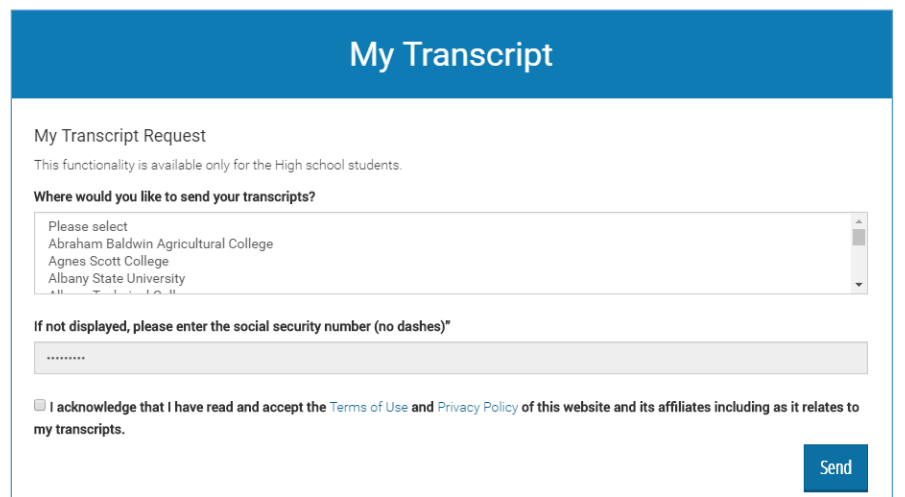 My Transcript
My Transcript Request
This functionality is available only for the High school students.
Where would you like to send your transcripts?
Please select
Abraham Baldwin Agricultural College
Agnes Scott College
Albany State University
If not displayed, please enter the social security number (no dashes)”
•••••••••
I acknowledge that I have read and accept the Terms of Use and Privacy Policy of this website and its affiliates including as it relates to
my transcripts.
Send